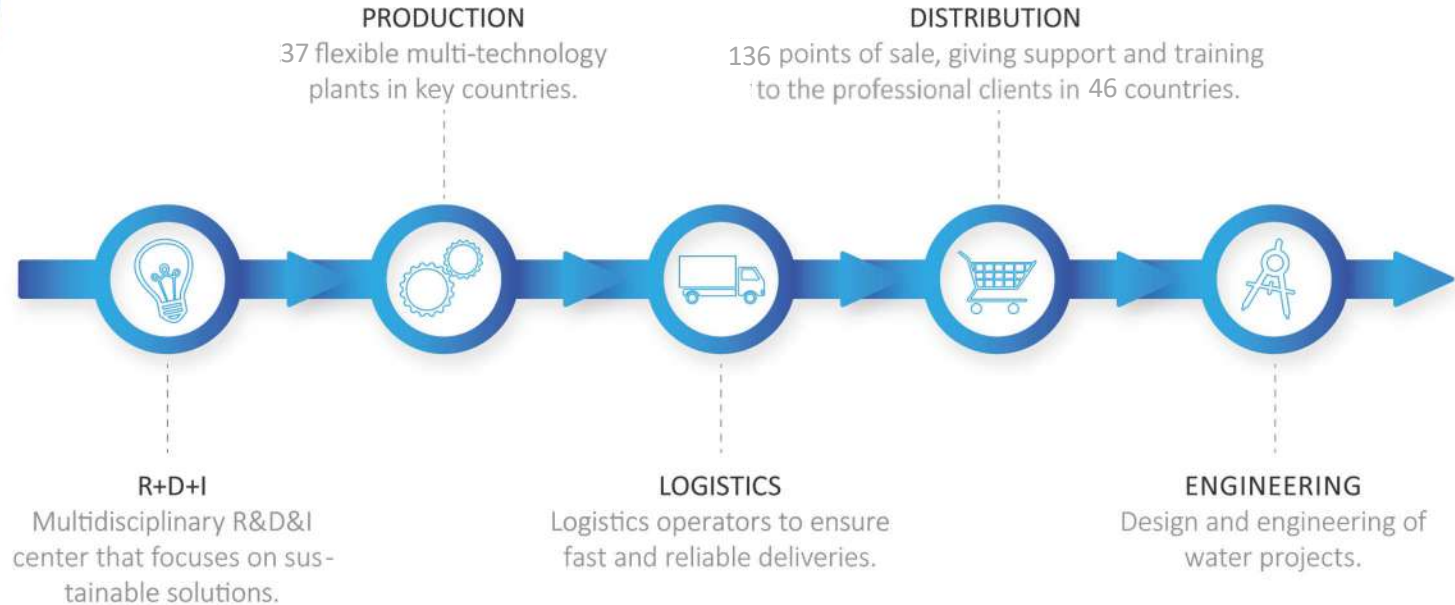 PRODUCTION
37 flexible multi-technology
plants in key countries.
DISTRIBUTION
136 points of sale, giving support and training
to the professional clients in 46 countries.
R+D+I
Multidisciplinary R&D&I
center that focuses on sus-
tainable solutions.
LOGISTICS
Logistics operators to ensure
fast and reliable deliveries.
ENGINEERING
Design and engineering of
water projects.